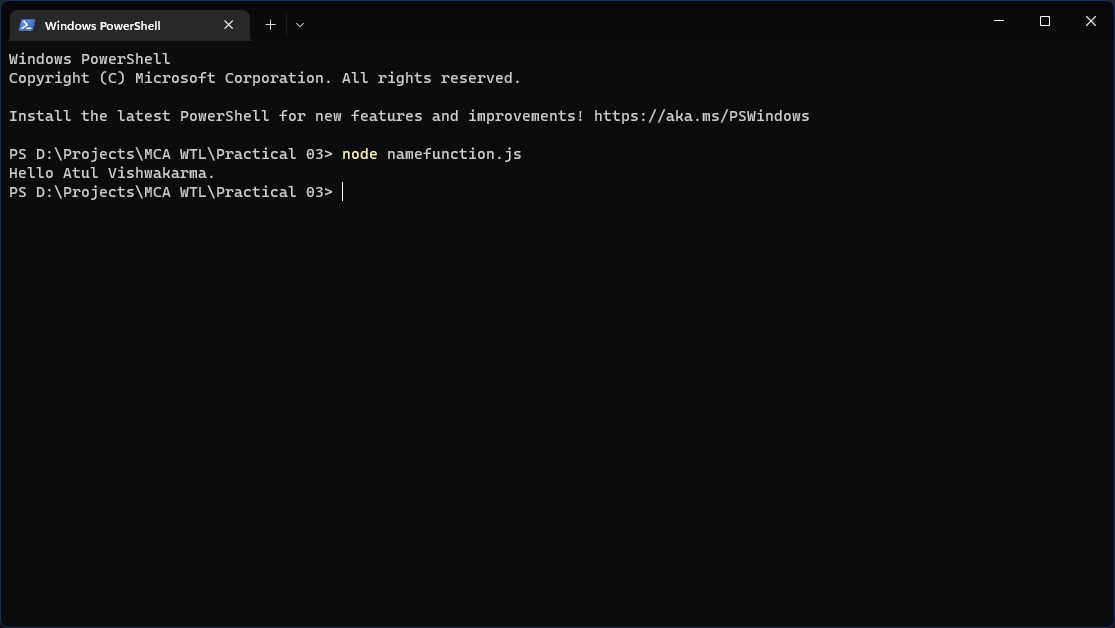 Windows PowerShell
Windows PowerShell
Copyright (C) Microsoft Corporation. All rights reserved.
Install the latest PowerShell for new features and improvements! https://aka.ms/PSWindows
PS D:\Projects\MCA WTL\Practical 03> node namefunction.js
Hello Atul Vishwakarma.
PS D:\Projects\MCA WTL\Practical 03>